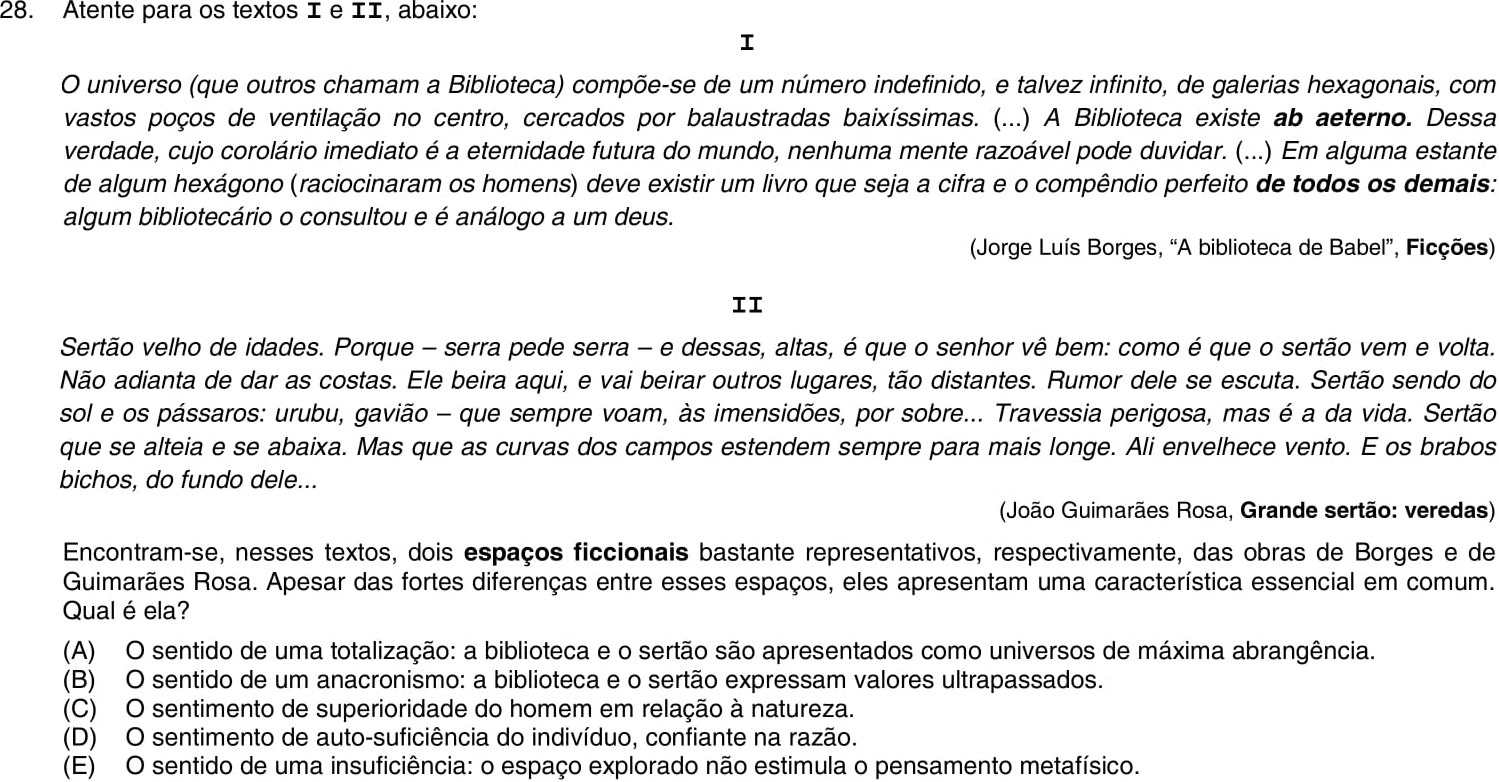 28. Atente para os textos I e II, abaixo:
I
O universo (que outros chamam a Biblioteca) compõe-se de um número indefinido, e talvez infinito, de galerias hexagonais, com
vastos poços de ventilação no centro, cercados por balaustradas baixíssimas. (...) A Biblioteca existe ab aeterno. Dessa
verdade, cujo corolário imediato é a eternidade futura do mundo, nenhuma mente razoável pode duvidar. (...) Em alguma estante
de algum hexágono (raciocinaram os homens) deve existir um livro que seja a cifra e o compêndio perfeito de todos os demais:
algum bibliotecário o consultou e é análogo a um deus.
(Jorge Luís Borges, “A biblioteca de Babel”, Ficções)
II
Sertão velho de idades. Porque – serra pede serra – e dessas, altas, é que o senhor vê bem: como é que o sertão vem e volta.
Não adianta de dar as costas. Ele beira aqui, e vai beirar outros lugares, tão distantes. Rumor dele se escuta. Sertão sendo do
sol e os pássaros: urubu, gavião – que sempre voam, às imensidões, por sobre... Travessia perigosa, mas é a da vida. Sertão
que se alteia e se abaixa. Mas que as curvas dos campos estendem sempre para mais longe. Ali envelhece vento. E os brabos
bichos, do fundo dele...
(João Guimarães Rosa, Grande sertão: veredas)
Encontram-se, nesses textos, dois espaços ficcionais bastante representativos, respectivamente, das obras de Borges e de
Guimarães Rosa. Apesar das fortes diferenças entre esses espaços, eles apresentam uma característica essencial em comum.
Qual é ela?
(A) O sentido de uma totalização: a biblioteca e o sertão são apresentados como universos de máxima abrangência.
(B) O sentido de um anacronismo: a biblioteca e o sertão expressam valores ultrapassados.
(C) O sentimento de superioridade do homem em relação à natureza.
(D) O sentimento de auto-suficiência do indivíduo, confiante na razão.
(E) O sentido de uma insuficiência: o espaço explorado não estimula o pensamento metafísico.